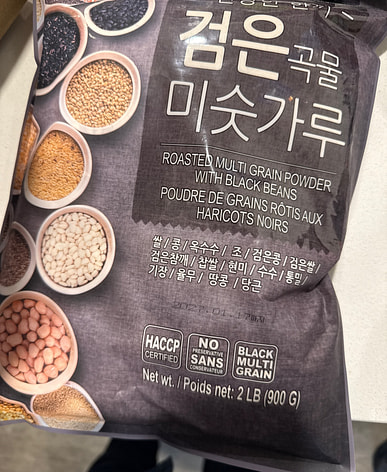 검은곡물
미숫가루
ROASTED MULTI GRAIN POWDER
WITH BLACK BEANS
POUDRE DE GRAINS RÔTIS AUX
HARICOTS NOIRS
쌀/콩/옥수수/조/검은콩/검은쌀/
검은참깨/찹쌀/현미/수수/통밀/
기장/율무/땅콩/당근
HACCP
CERTIFIED
NO
PRESERVATIVE
SANS
CONSERVATEUR
BLACK
MULTI
GRAIN
Net wt. / Poids net: 2 LB (900 G)